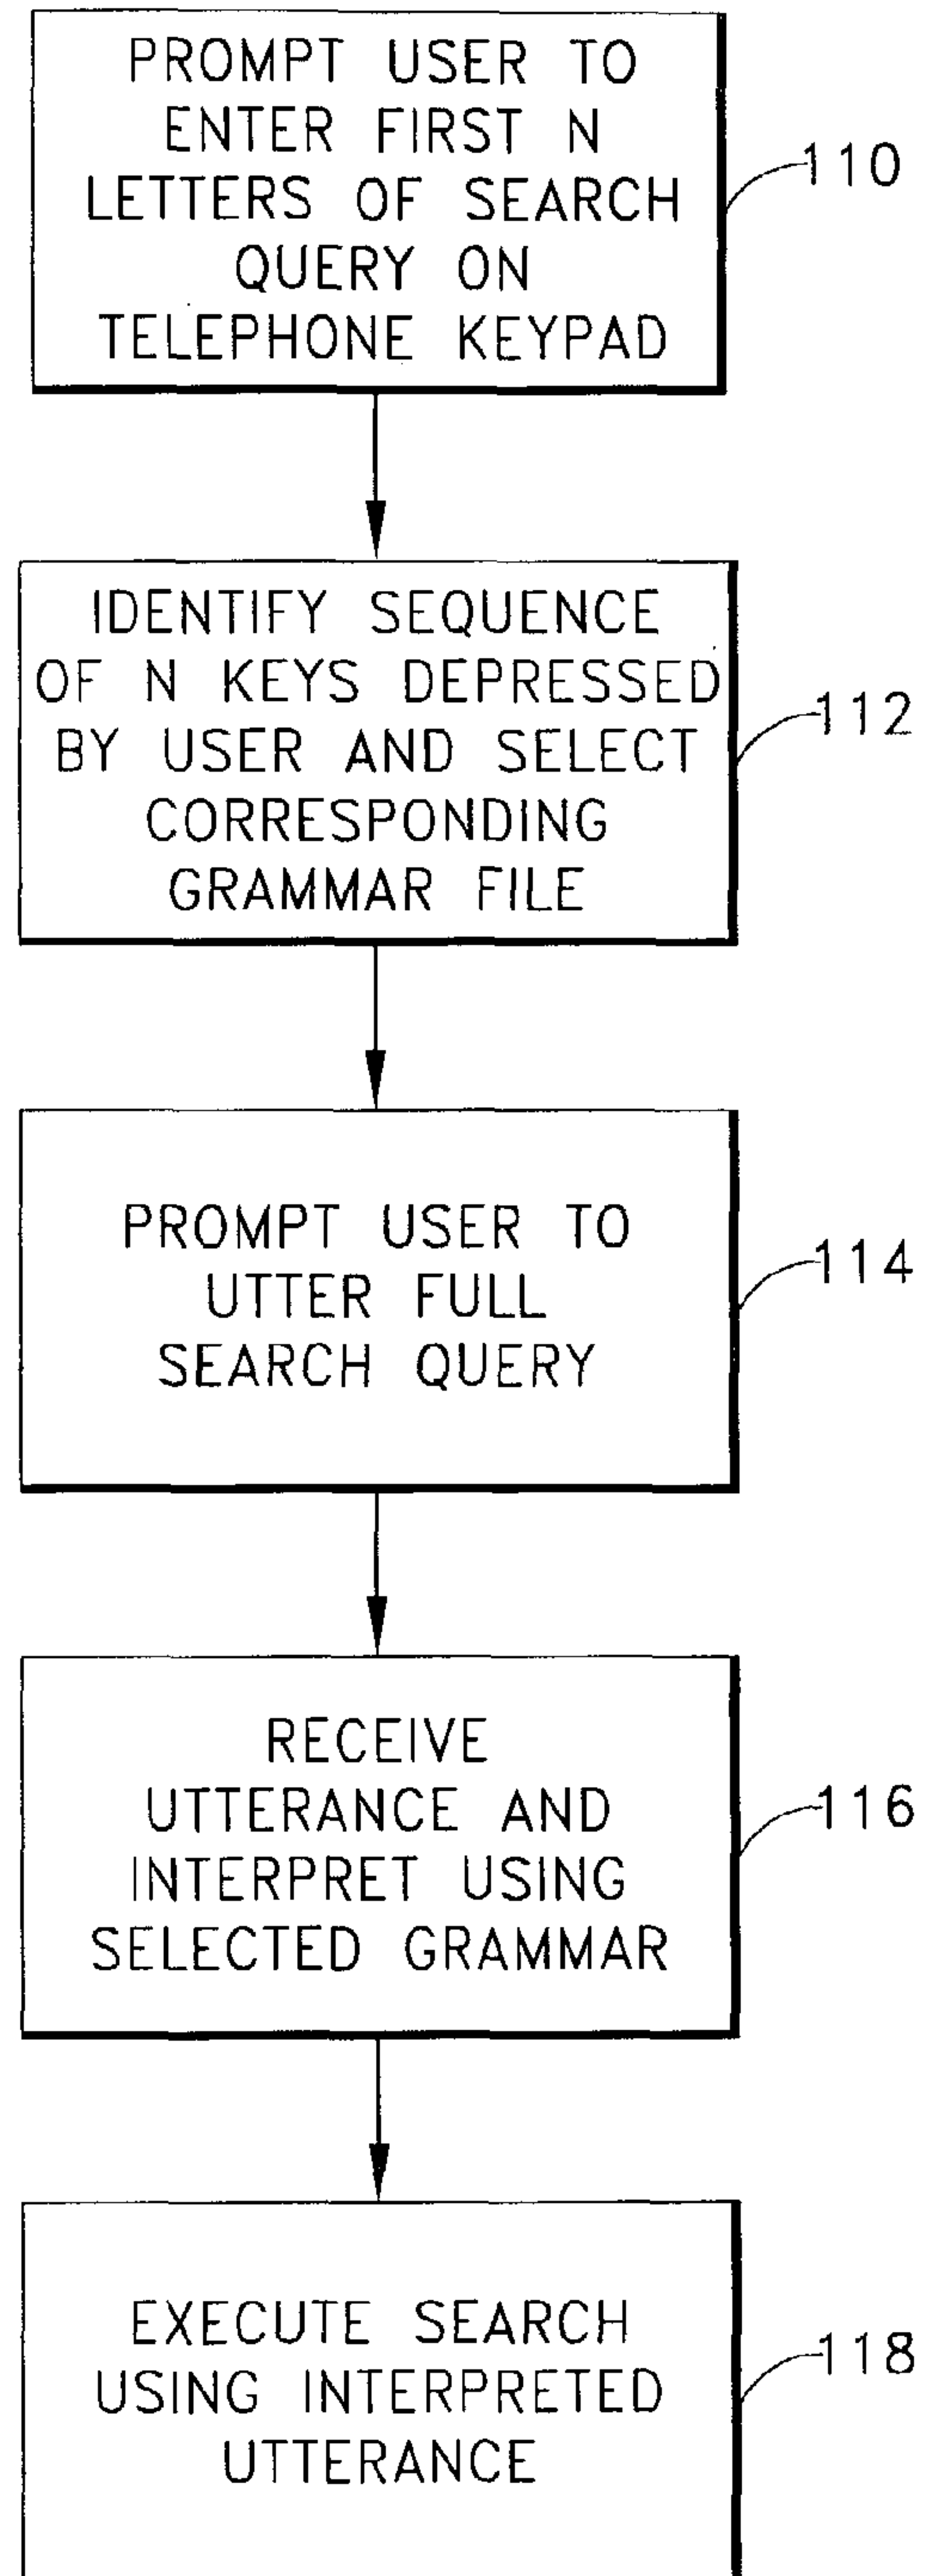 PROMPT USER TO
ENTER FIRST N
LETTERS OF SEARCH
QUERY ON
TELEPHONE KEYPAD
110
IDENTIFY SEQUENCE
OF N KEYS DEPRESSED
BY USER AND SELECT
CORRESPONDING
GRAMMAR FILE
112
PROMPT USER TO
UTTER FULL
SEARCH QUERY
114
RECEIVE
UTTERANCE AND
INTERPRET USING
SELECTED GRAMMAR
116
EXECUTE SEARCH
USING INTERPRETED
UTTERANCE
118